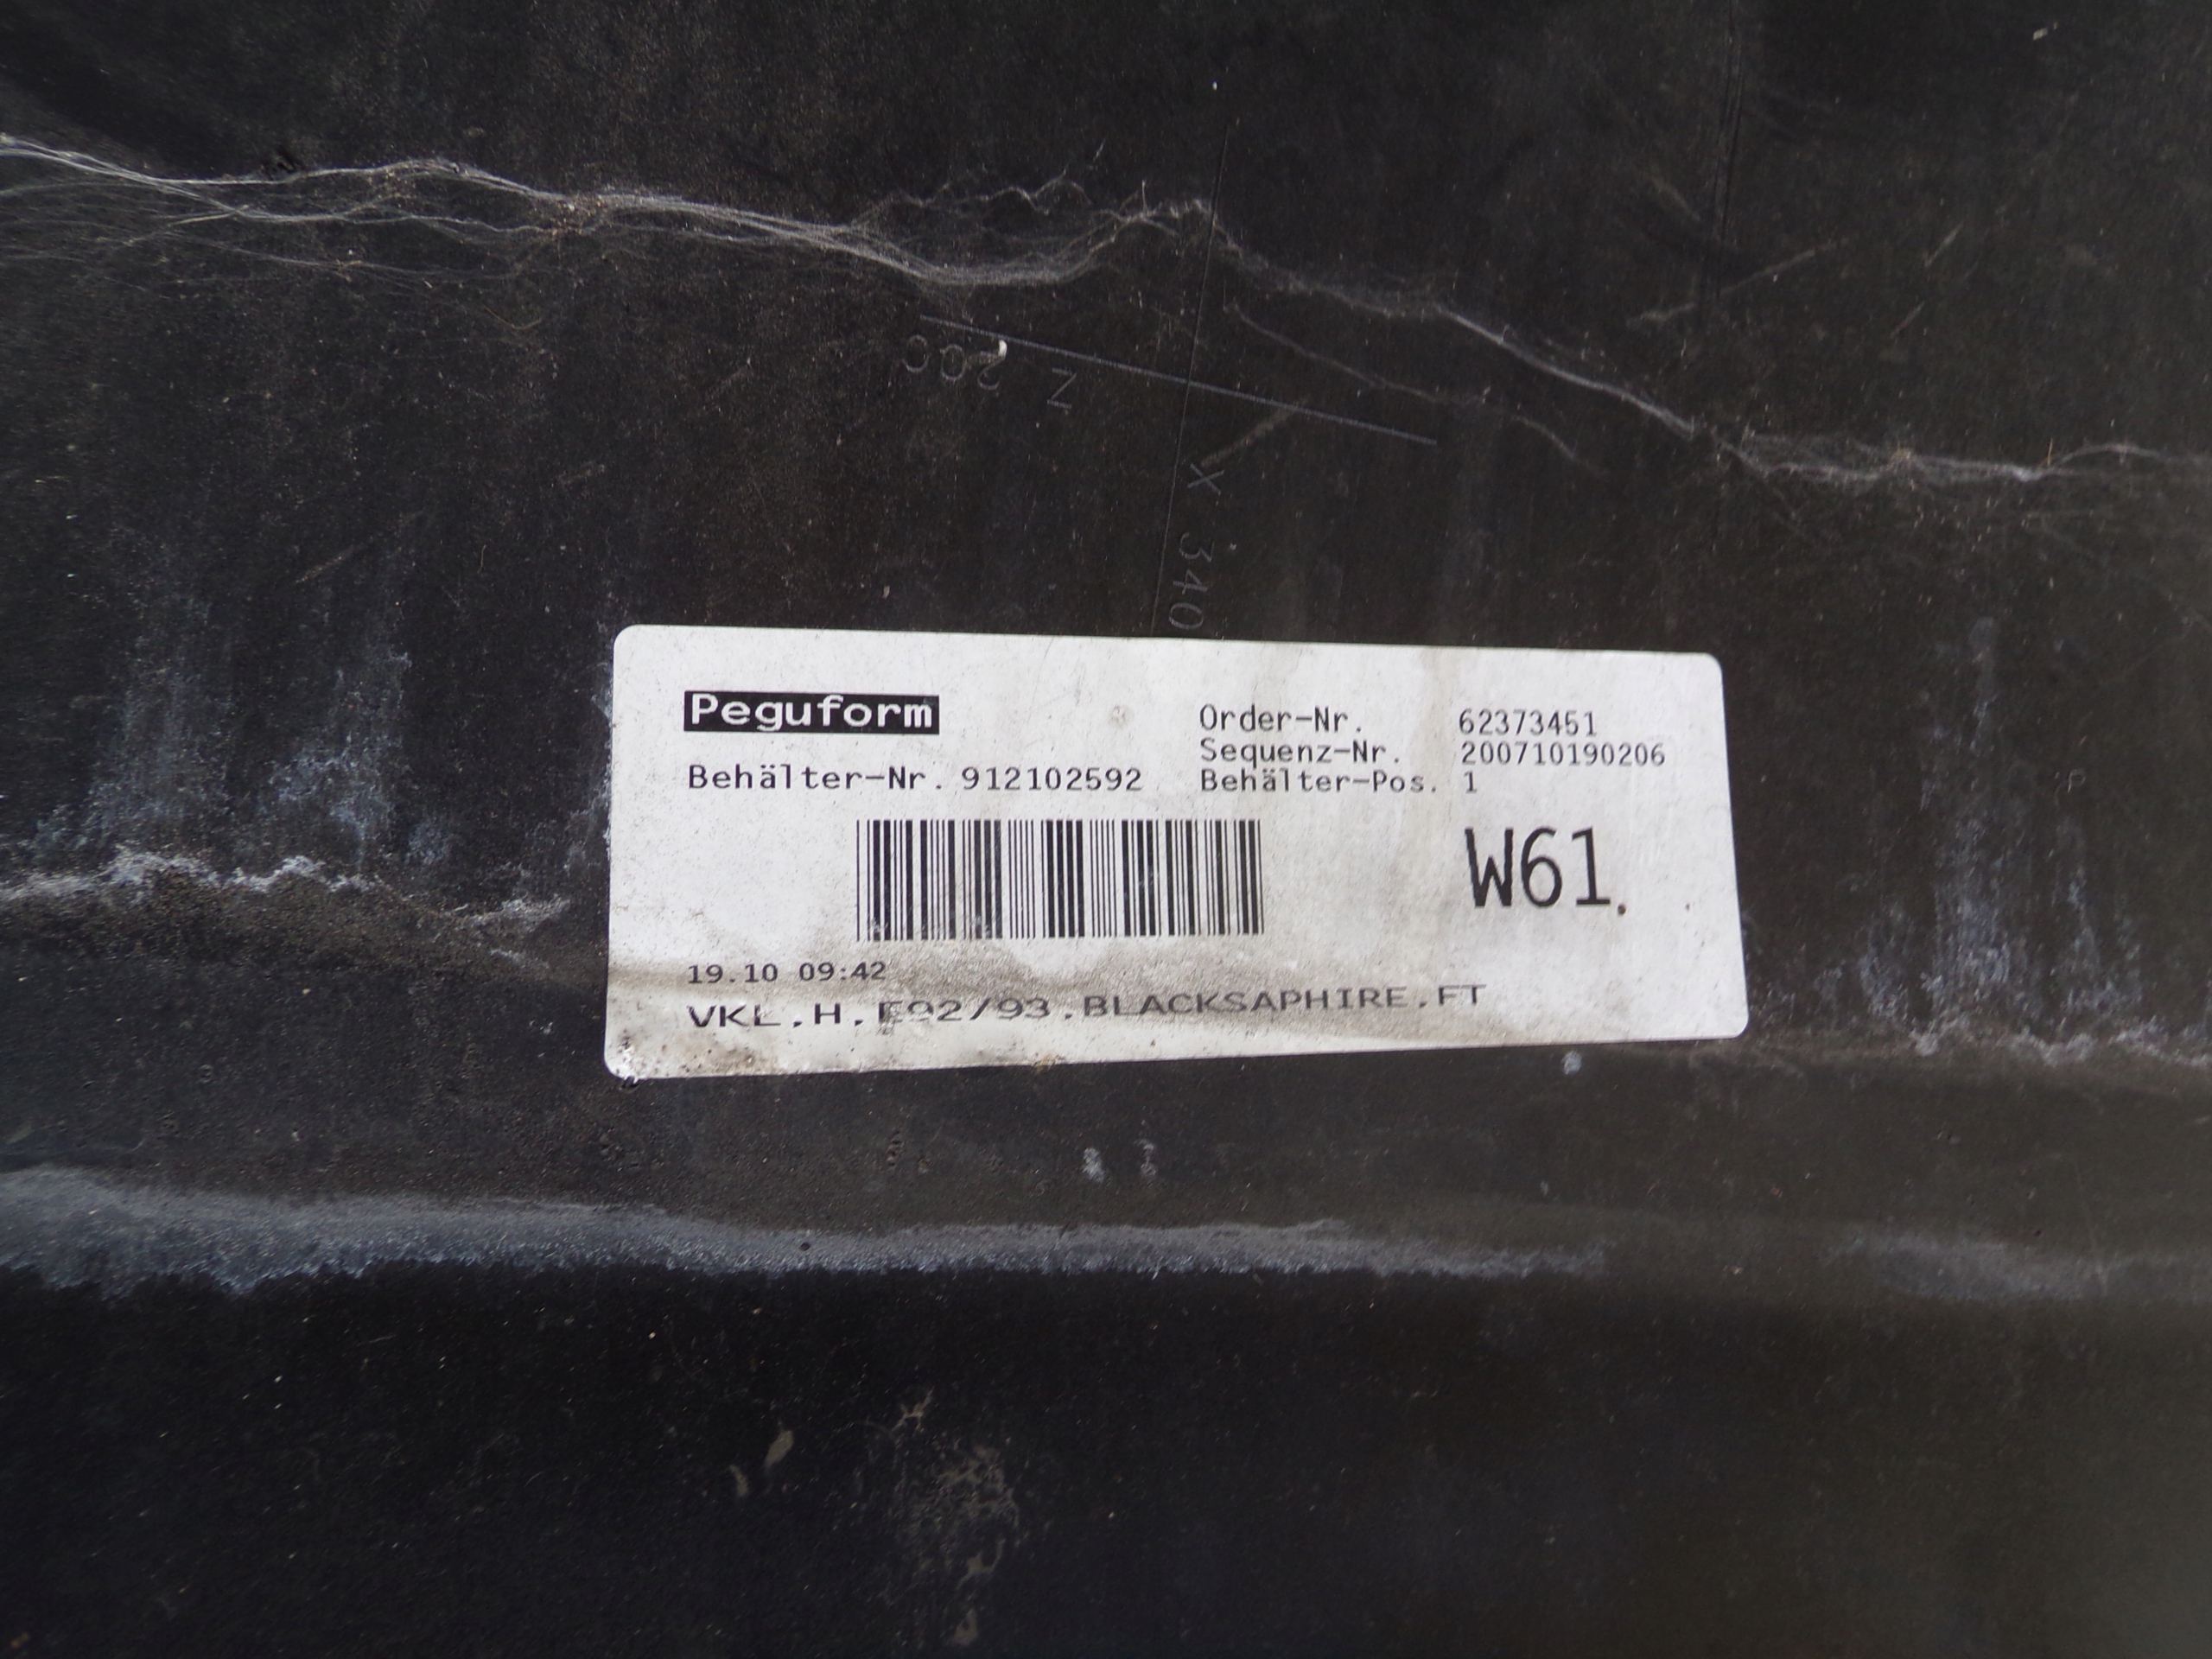 Z 200
X 340
Peguform
Order-Nr. 62373451
Sequenz-Nr. 200710190206
Behälter-Nr. 912102592 Behälter-Pos. 1
W61.
19.10 09:42
VKL.H.E92/93.BLACKSAPHIRE.FT